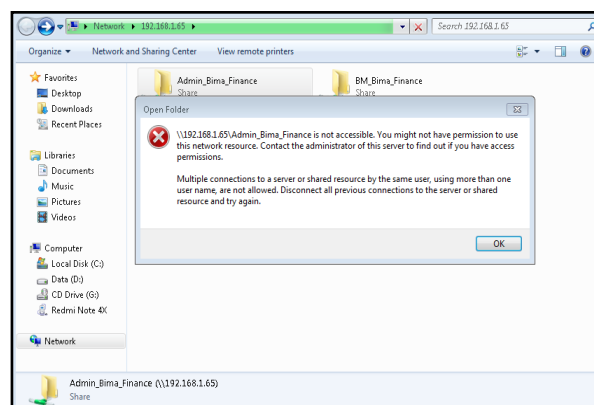 Network 192.168.1.65 Search 192.168.1.65
Organize Network and Sharing Center View remote printers
Favorites
Desktop
Downloads
Recent Places
Libraries
Documents
Music
Pictures
Videos
Computer
Local Disk (C:)
Data (D:)
CD Drive (G:)
Redmi Note 4X
Network
Admin_Bima_Finance
Share
BM_Bima_Finance
Share
Open Folder
\\192.168.1.65\Admin_Bima_Finance is not accessible. You might not have permission to use
this network resource. Contact the administrator of this server to find out if you have access
permissions.
Multiple connections to a server or shared resource by the same user, using more than one
user name, are not allowed. Disconnect all previous connections to the server or shared
resource and try again.
OK
Admin_Bima_Finance (\\192.168.1.65)
Share